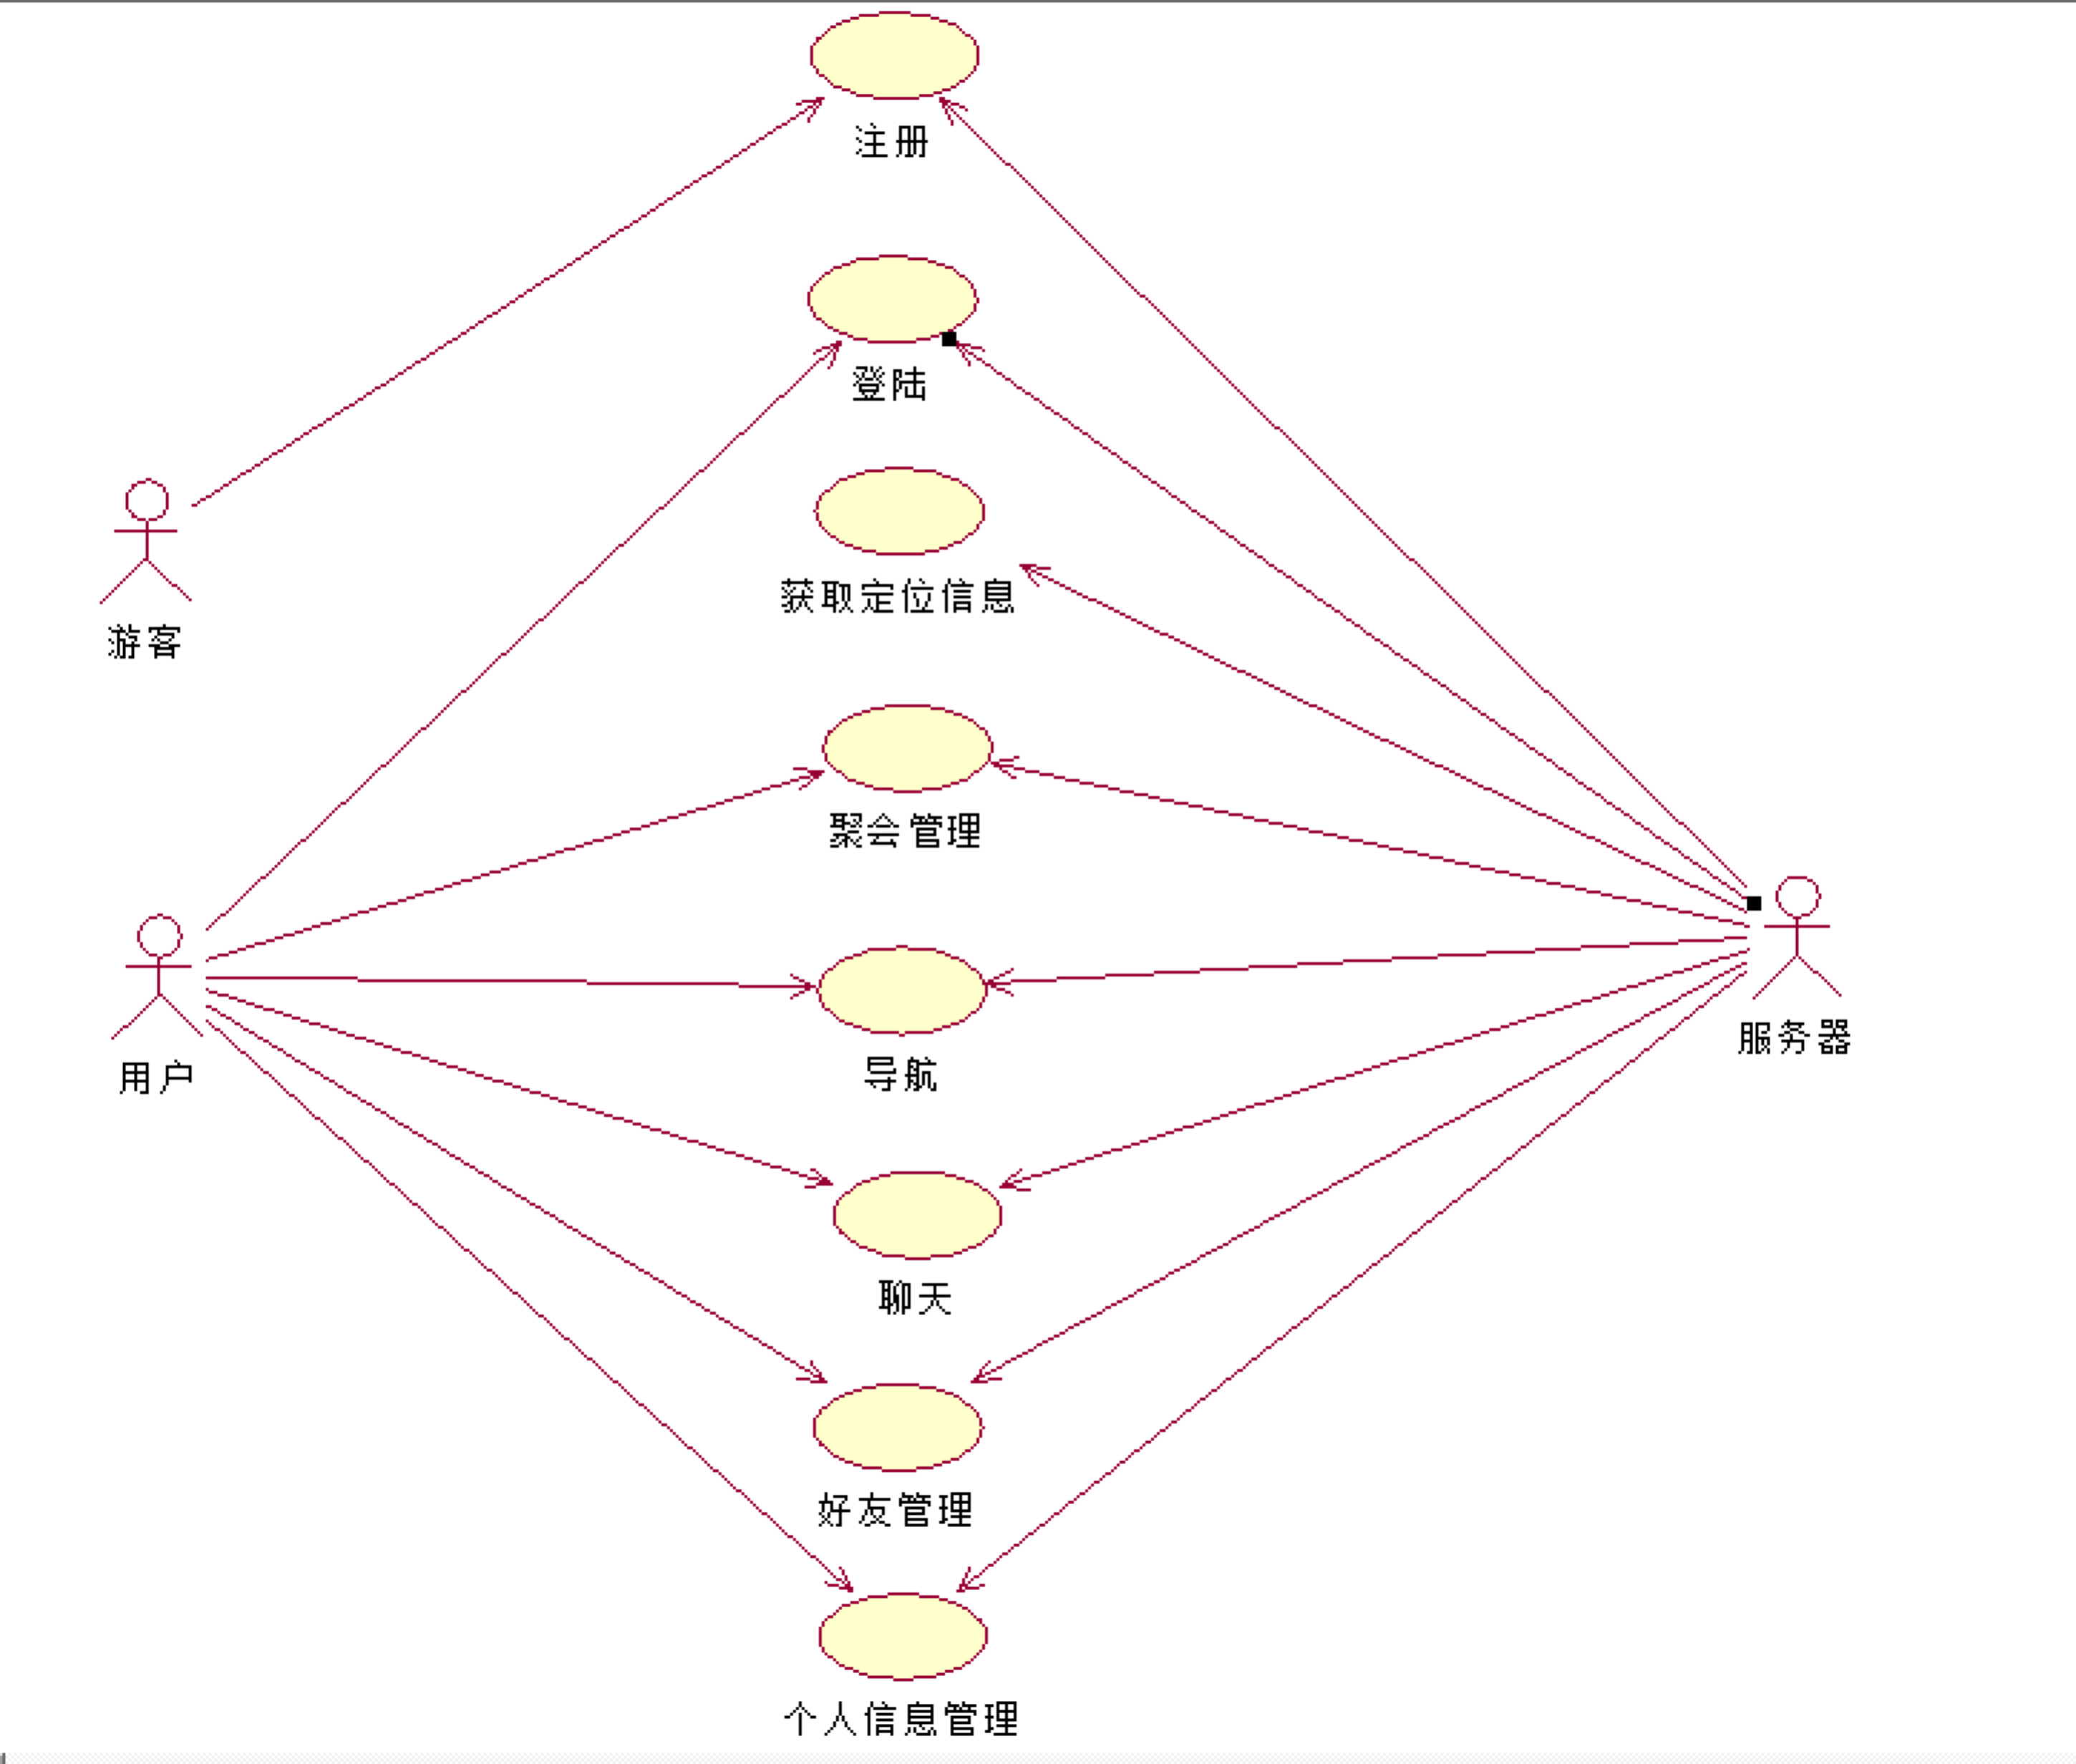 注册
登陆
获取定位信息
游客
聚会管理
服务器
用户
导航
聊天
好友管理
个人信息管理